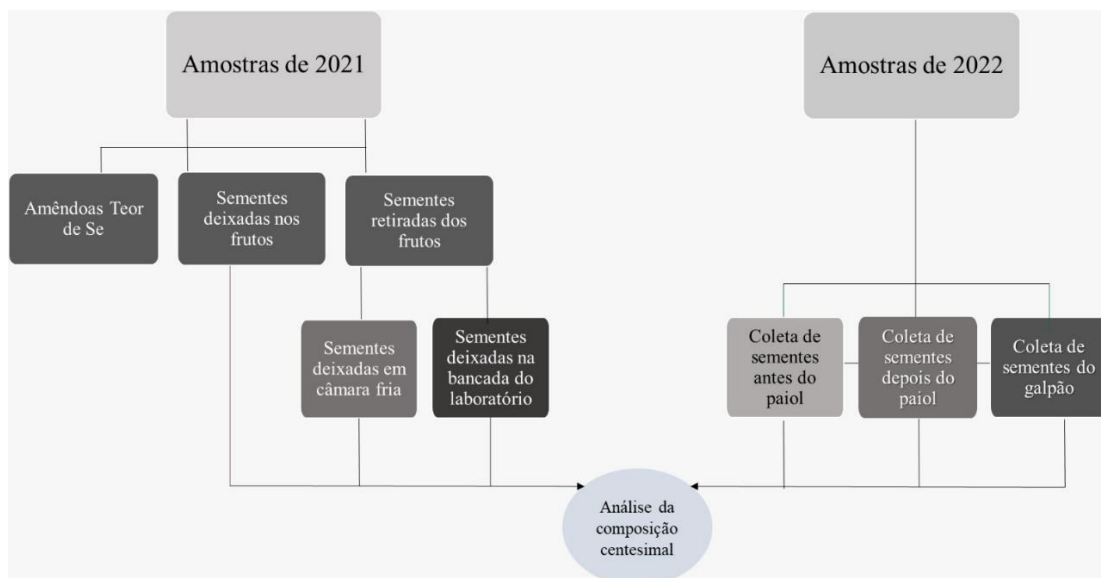 Amostras de 2021
Amostras de 2022
Amêndoas Teor
de Se
Sementes
deixadas nos
frutos
Sementes
retiradas dos
frutos
Sementes
deixadas em
câmara fria
Sementes
deixadas na
bancada do
laboratório
Coleta de
sementes
antes do
paiol
Coleta de
sementes
depois do
paiol
Coleta de
sementes do
galpão
Análise da
composição
centesimal